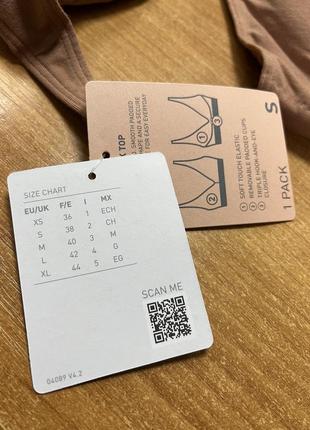 SIZE CHART
EU/UK F/E I MX
XS 36 1 ECH
S 38 2 CH
M 40 3 M
L 42 4 G
XL 44 5 EG
SCAN ME
04089 V4.2
TOP
SMOOTH PADDED
AND A SECURE
FOR EASY EVERYDAY
1
3
2
1 SOFT TOUCH ELASTIC
2 REMOVABLE PADDED CUPS
3 TRIPLE HOOK-AND-EYE
CLOSURE
S
1 PACK